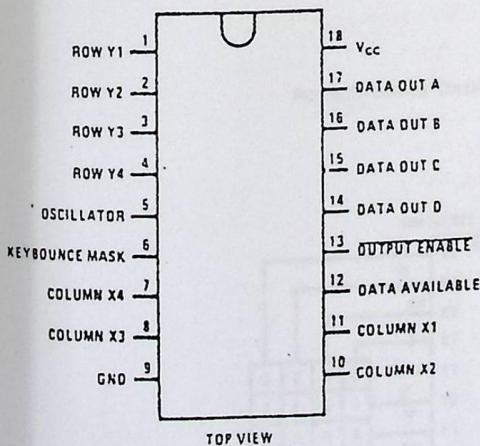 1 18
ROW Y1 VCC
2 17
ROW Y2 DATA OUT A
3 16
ROW Y3 DATA OUT B
4 15
ROW Y4 DATA OUT C
5 14
OSCILLATOR DATA OUT D
6 13
KEYBOUNCE MASK OUTPUT ENABLE
7 12
COLUMN X4 DATA AVAILABLE
8 11
COLUMN X3 COLUMN X1
9 10
GND COLUMN X2
TOP VIEW